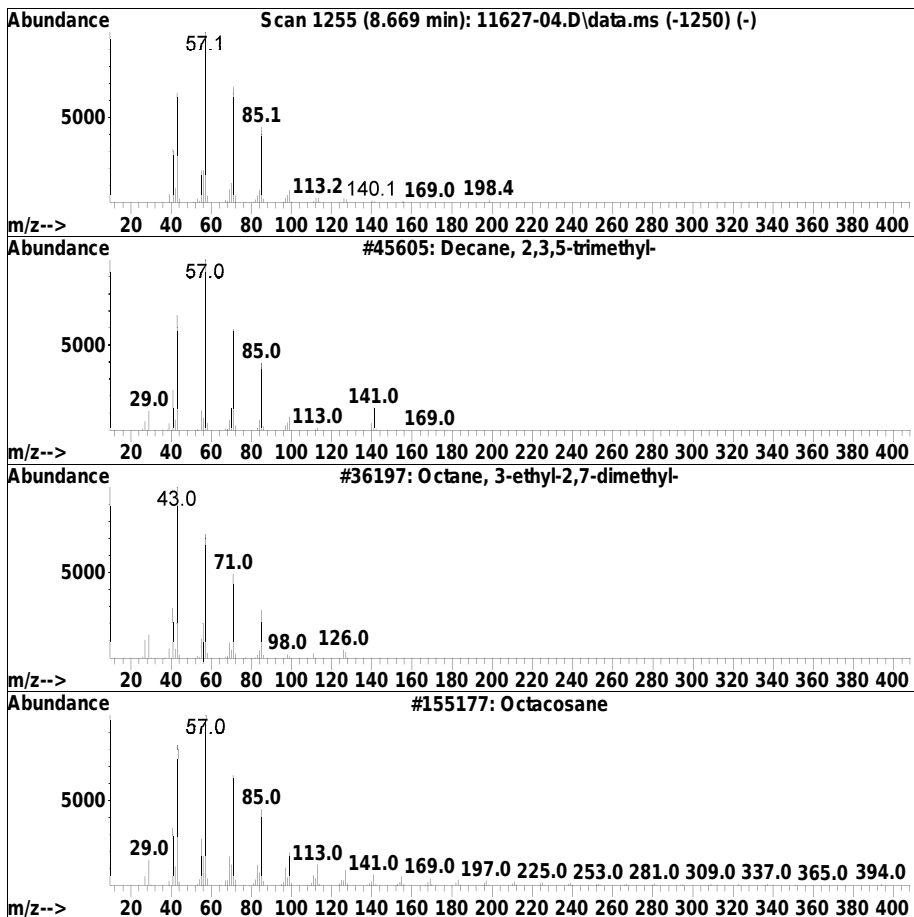 Abundance Scan 1255 (8.669 min): 11627-04.D\data.ms (-1250) (-)
57.1
5000 85.1
113.2 140.1 169.0 198.4
m/z--> 20 40 60 80 100 120 140 160 180 200 220 240 260 280 300 320 340 360 380 400
Abundance #45605: Decane, 2,3,5-trimethyl-
57.0
5000 85.0
29.0 141.0
113.0 169.0
m/z--> 20 40 60 80 100 120 140 160 180 200 220 240 260 280 300 320 340 360 380 400
Abundance #36197: Octane, 3-ethyl-2,7-dimethyl-
43.0
5000 71.0
98.0 126.0
m/z--> 20 40 60 80 100 120 140 160 180 200 220 240 260 280 300 320 340 360 380 400
Abundance #155177: Octacosane
57.0
5000 85.0
29.0 113.0 141.0 169.0 197.0 225.0 253.0 281.0 309.0 337.0 365.0 394.0
m/z--> 20 40 60 80 100 120 140 160 180 200 220 240 260 280 300 320 340 360 380 400